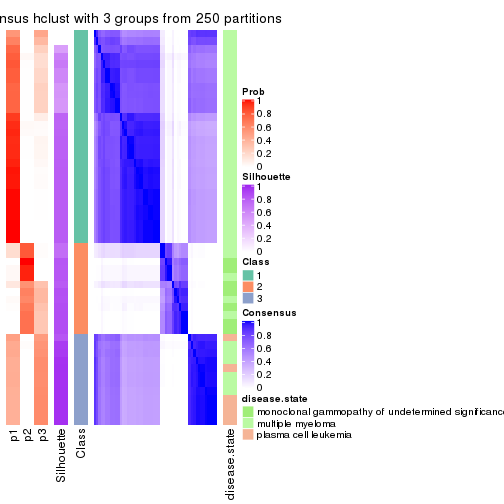 nsus hclust with 3 groups from 250 partitions
Prob
1
0.8
0.6
0.4
0.2
0
Silhouette
1
0.8
0.6
0.4
0.2
0
Class
1
2
3
Consensus
1
0.8
0.6
0.4
0.2
0
disease.state
monoclonal gammopathy of undetermined significance
multiple myeloma
plasma cell leukemia
p1
p2
p3
Silhouette
Class
disease.state